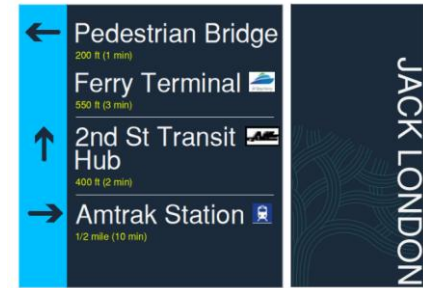 Pedestrian Bridge
200 ft (1 min)
Ferry Terminal
550 ft (3 min)
2nd St Transit
Hub
400 ft (2 min)
Amtrak Station
1/2 mile (10 min)
JACK LONDON